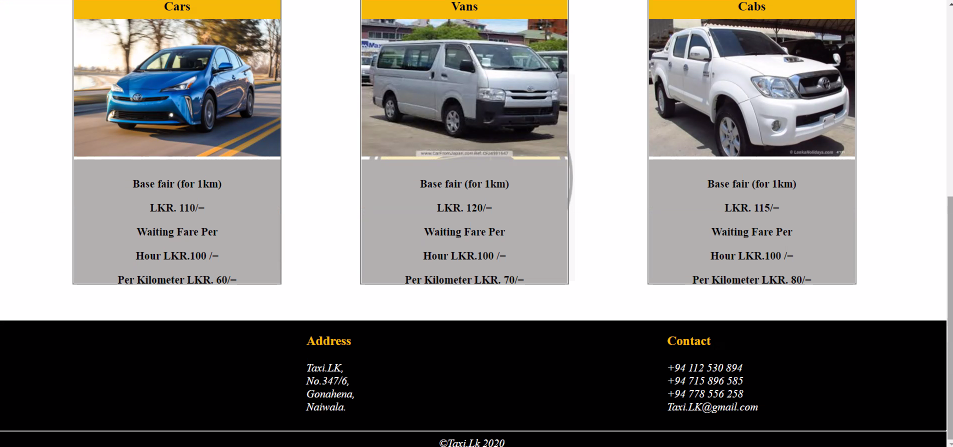 Cars
Base fair (for 1km)
LKR. 110/=
Waiting Fare Per
Hour LKR.100 /=
Per Kilometer LKR. 60/=
Vans
Base fair (for 1km)
LKR. 120/=
Waiting Fare Per
Hour LKR.100 /=
Per Kilometer LKR. 70/=
Cabs
Base fair (for 1km)
LKR. 115/=
Waiting Fare Per
Hour LKR.100 /=
Per Kilometer LKR. 80/=
Address
Taxi.LK,
No.347/6,
Gonahena,
Naiwala.
Contact
+94 112 530 894
+94 715 896 585
+94 778 556 258
Taxi.LK@gmail.com
©Taxi.Lk 2020